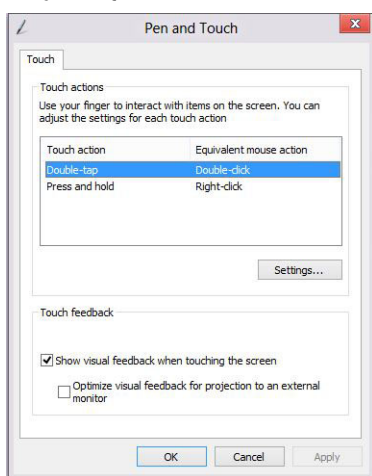 Pen and Touch
Touch
Touch actions
Use your finger to interact with items on the screen. You can
adjust the settings for each touch action
Touch action Equivalent mouse action
Double-tap Double-click
Press and hold Right-click
Settings...
Touch feedback
Show visual feedback when touching the screen
Optimize visual feedback for projection to an external
monitor
OK Cancel Apply